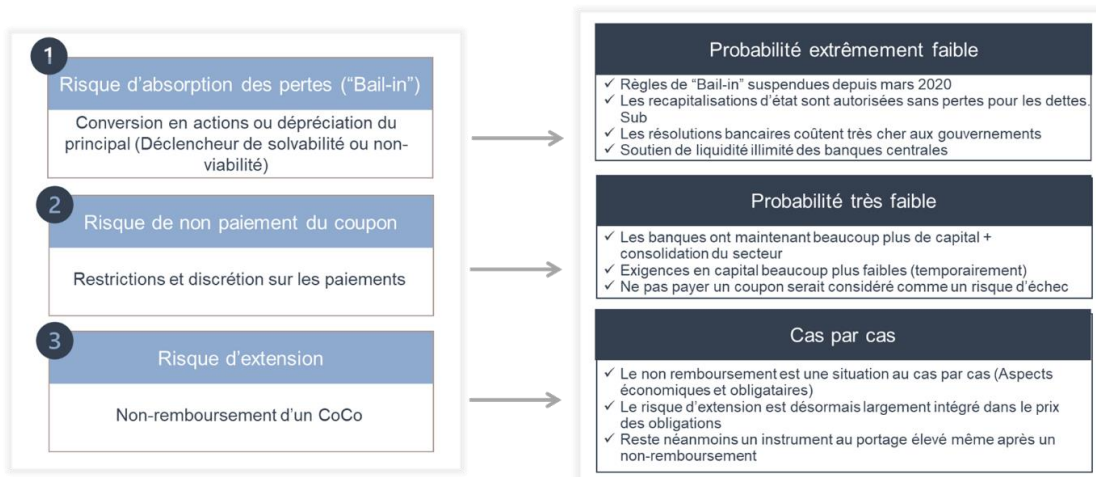 1
Risque d'absorption des pertes ("Bail-in")
Conversion en actions ou dépréciation du
principal (Déclencheur de solvabilité ou non-
viabilité)
Probabilité extrêmement faible
✓ Règles de "Bail-in" suspendues depuis mars 2020
✓ Les recapitalisations d'état sont autorisées sans pertes pour les dettes.
Sub
✓ Les résolutions bancaires coûtent très cher aux gouvernements
✓ Soutien de liquidité illimité des banques centrales
2
Risque de non paiement du coupon
Restrictions et discrétion sur les paiements
Probabilité très faible
✓ Les banques ont maintenant beaucoup plus de capital +
consolidation du secteur
✓ Exigences en capital beaucoup plus faibles (temporairement)
✓ Ne pas payer un coupon serait considéré comme un risque d'échec
3
Risque d'extension
Non-remboursement d'un CoCo
Cas par cas
✓ Le non remboursement est une situation au cas par cas (Aspects
économiques et obligataires)
✓ Le risque d'extension est désormais largement intégré dans le prix
des obligations
✓ Reste néanmoins un instrument au portage élevé même après un
non-remboursement